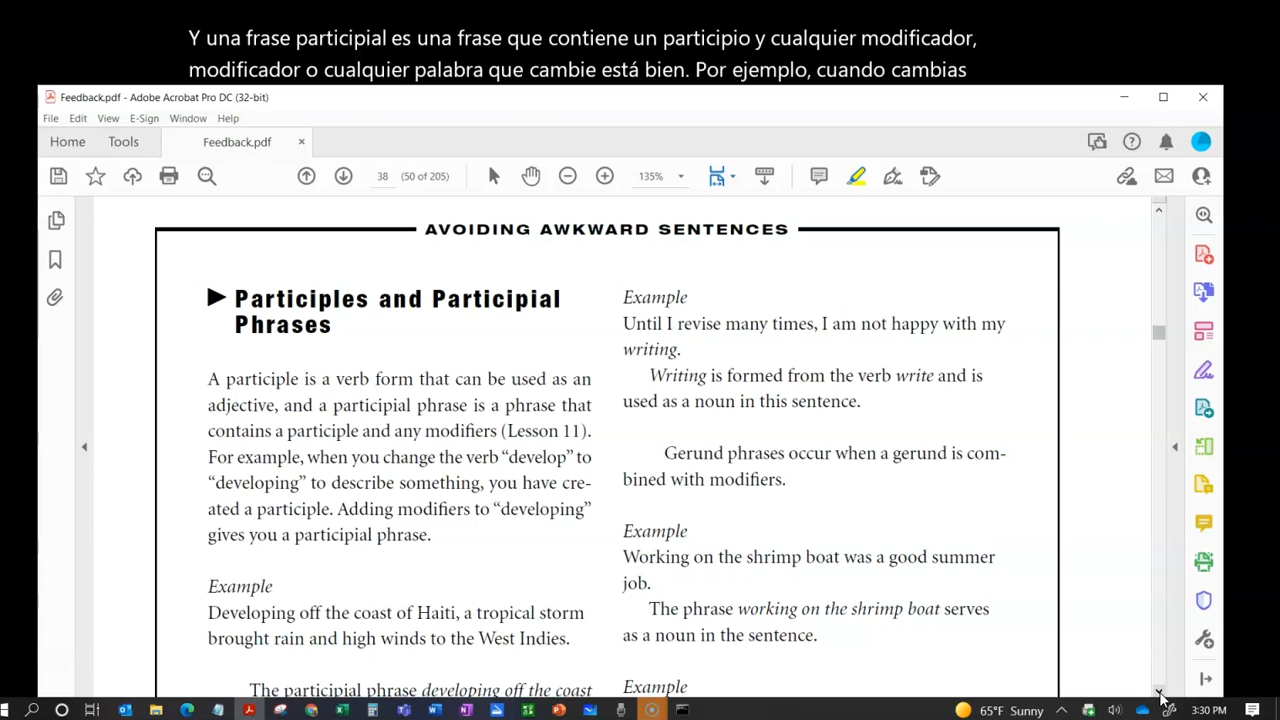 Y una frase participial es una frase que contiene un participio y cualquier modificador,
modificador o cualquier palabra que cambie está bien. Por ejemplo, cuando cambias
Feedback.pdf - Adobe Acrobat Pro DC (32-bit)
File Edit View E-Sign Window Help
Home Tools Feedback.pdf ×
38 (50 of 205) 135%
AVOIDING AWKWARD SENTENCES
Participles and Participial
Phrases
A participle is a verb form that can be used as an
adjective, and a participial phrase is a phrase that
contains a participle and any modifiers (Lesson 11).
For example, when you change the verb “develop” to
“developing” to describe something, you have cre-
ated a participle. Adding modifiers to “developing”
gives you a participial phrase.
Example
Developing off the coast of Haiti, a tropical storm
brought rain and high winds to the West Indies.
The participial phrase developing off the coast
Example
Until I revise many times, I am not happy with my
writing.
Writing is formed from the verb write and is
used as a noun in this sentence.
Gerund phrases occur when a gerund is com-
bined with modifiers.
Example
Working on the shrimp boat was a good summer
job.
The phrase working on the shrimp boat serves
as a noun in the sentence.
Example
65°F Sunny 3:30 PM